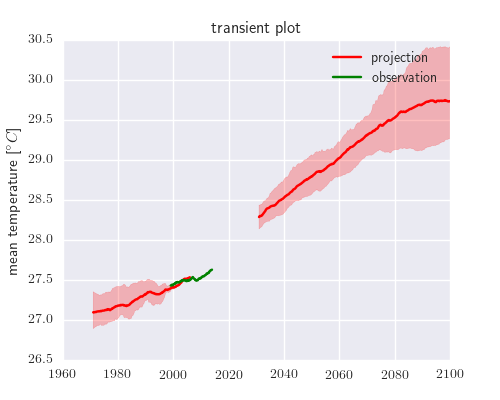 transient plot
30.5
30.0
29.5
29.0
28.5
28.0
27.5
27.0
26.5
mean temperature [°C]
projection
observation
1960 1980 2000 2020 2040 2060 2080 2100